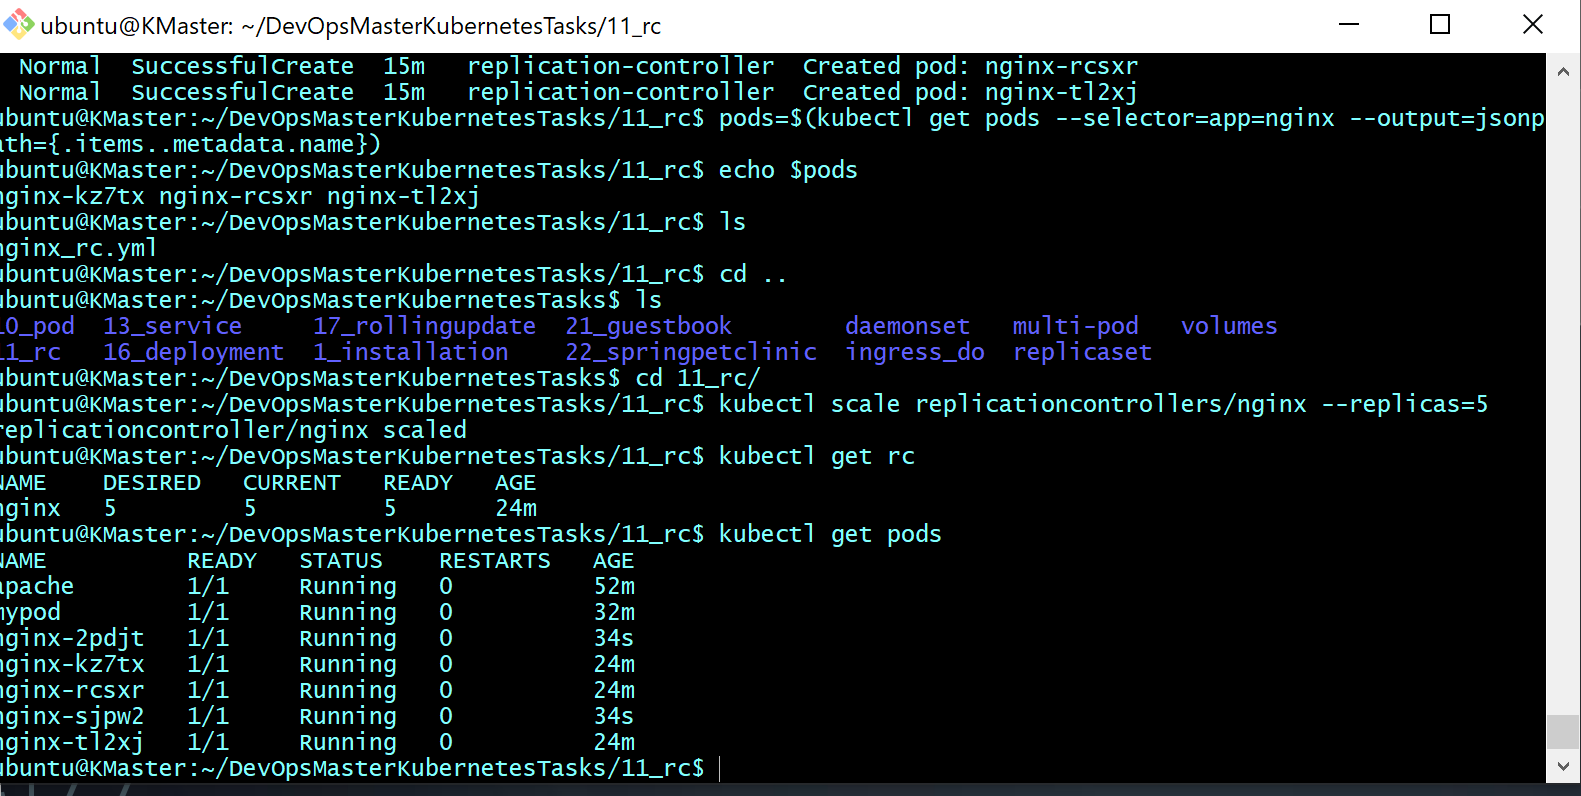 ubuntu@KMaster: ~/DevOpsMasterKubernetesTasks/11_rc
Normal SuccessfulCreate 15m replication-controller Created pod: nginx-rcsxr
Normal SuccessfulCreate 15m replication-controller Created pod: nginx-tl2xj
ubuntu@KMaster:~/DevOpsMasterKubernetesTasks/11_rc$ pods=$(kubectl get pods --selector=app=nginx --output=jsonp
ath={.items..metadata.name})
ubuntu@KMaster:~/DevOpsMasterKubernetesTasks/11_rc$ echo $pods
nginx-kz7tx nginx-rcsxr nginx-tl2xj
ubuntu@KMaster:~/DevOpsMasterKubernetesTasks/11_rc$ ls
nginx_rc.yml
ubuntu@KMaster:~/DevOpsMasterKubernetesTasks/11_rc$ cd ..
ubuntu@KMaster:~/DevOpsMasterKubernetesTasks$ ls
10_pod 13_service 17_rollingupdate 21_guestbook daemonset multi-pod volumes
11_rc 16_deployment 1_installation 22_springpetclinic ingress_do replicaset
ubuntu@KMaster:~/DevOpsMasterKubernetesTasks$ cd 11_rc/
ubuntu@KMaster:~/DevOpsMasterKubernetesTasks/11_rc$ kubectl scale replicationcontrollers/nginx --replicas=5
replicationcontroller/nginx scaled
ubuntu@KMaster:~/DevOpsMasterKubernetesTasks/11_rc$ kubectl get rc
NAME DESIRED CURRENT READY AGE
nginx 5 5 5 24m
ubuntu@KMaster:~/DevOpsMasterKubernetesTasks/11_rc$ kubectl get pods
NAME READY STATUS RESTARTS AGE
apache 1/1 Running 0 52m
mypod 1/1 Running 0 32m
nginx-2pdjt 1/1 Running 0 34s
nginx-kz7tx 1/1 Running 0 24m
nginx-rcsxr 1/1 Running 0 24m
nginx-sjpw2 1/1 Running 0 34s
nginx-tl2xj 1/1 Running 0 24m
ubuntu@KMaster:~/DevOpsMasterKubernetesTasks/11_rc$